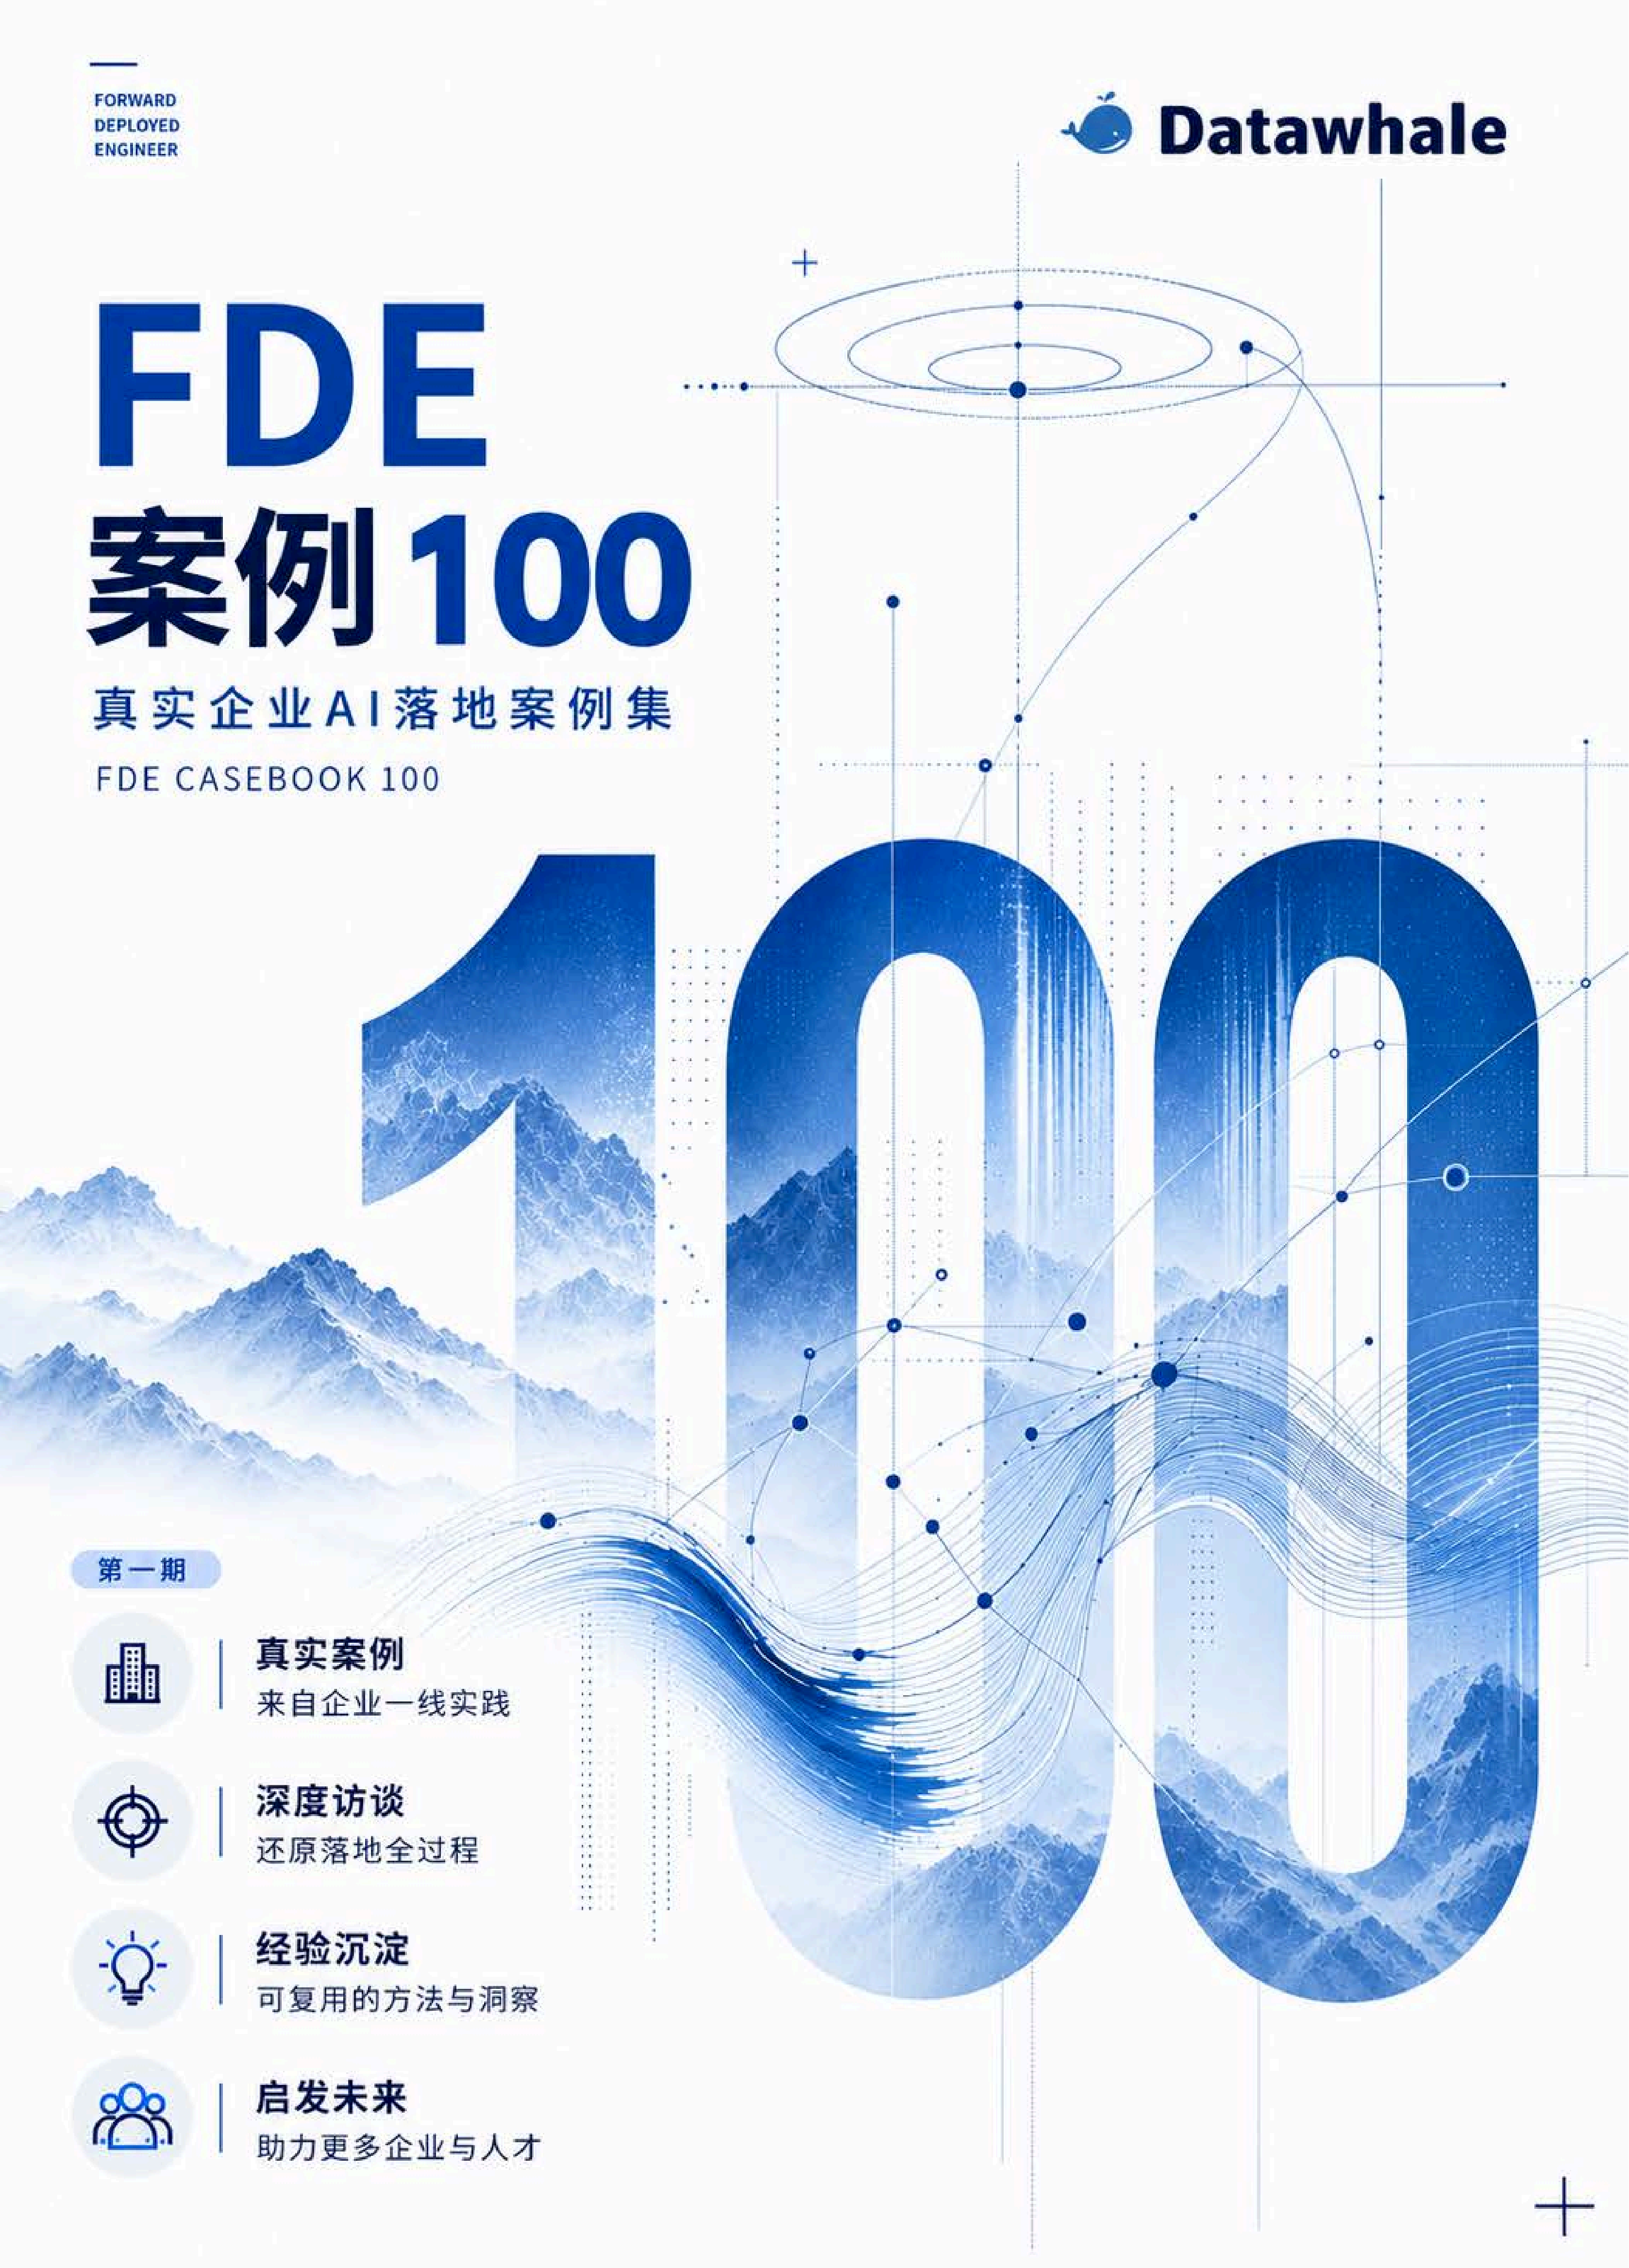 FORWARD
DEPLOYED
ENGINEER
Datawhale
FDE
案例100
真实企业AI落地案例集
FDE CASEBOOK 100
100
第一期
真实案例
来自企业一线实践
深度访谈
还原落地全过程
经验沉淀
可复用的方法与洞察
启发未来
助力更多企业与人才